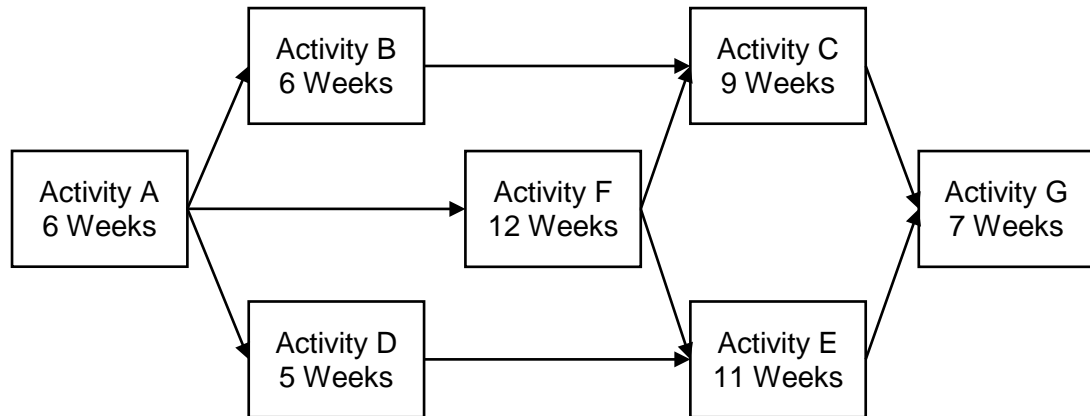 Activity B
6 Weeks
Activity C
9 Weeks
Activity A
6 Weeks
Activity F
12 Weeks
Activity G
7 Weeks
Activity D
5 Weeks
Activity E
11 Weeks